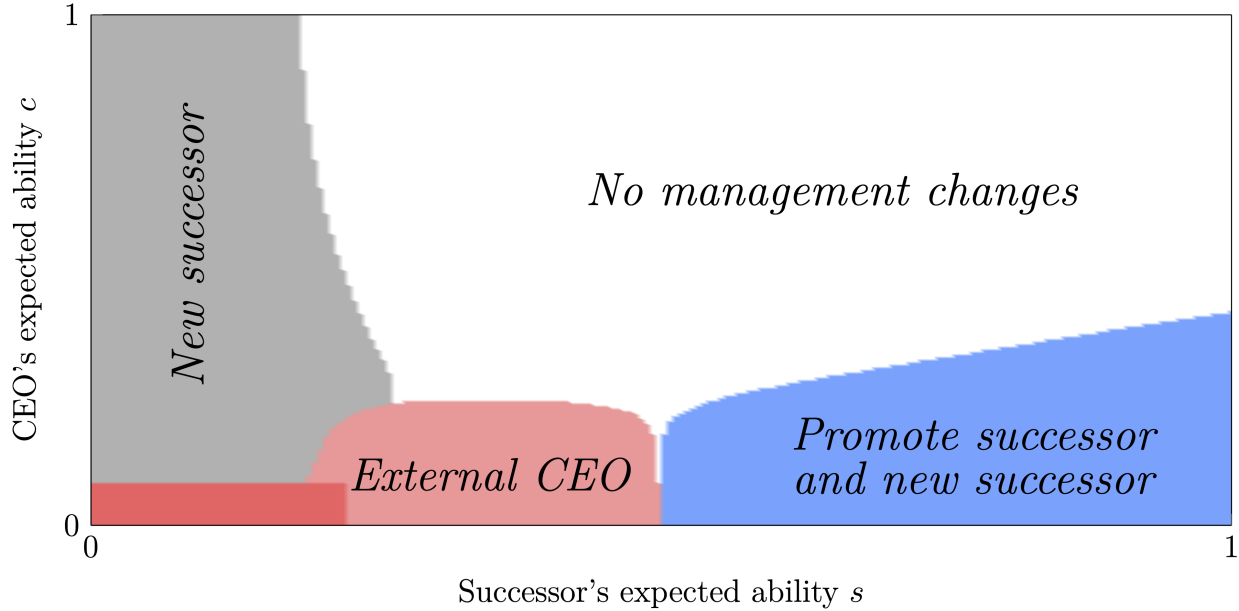 1
CEO's expected ability c
New successor
No management changes
Promote successor
and new successor
External CEO
0
0
1
Successor's expected ability s